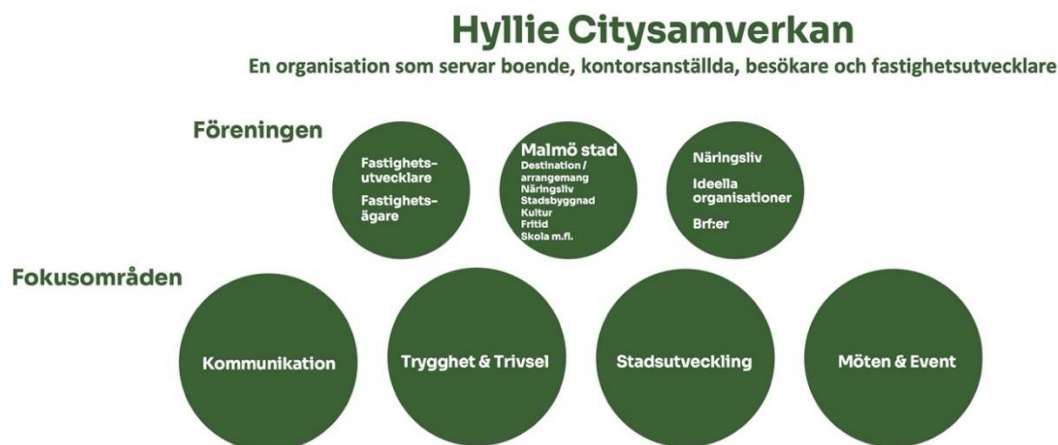 Hyllie Citysamverkan
En organisation som servar boende, kontorsanställda, besökare och fastighetsutvecklare
Föreningen
Fastighets-
utvecklare
Fastighets-
ägare
Malmö stad
Destination /
arrangemang
Näringsliv
Stadsbyggnad
Kultur
Fritid
Skola m.fl.
Näringsliv
Ideella
organisationer
Brf:er
Fokusområden
Kommunikation
Trygghet & Trivsel
Stadsutveckling
Möten & Event